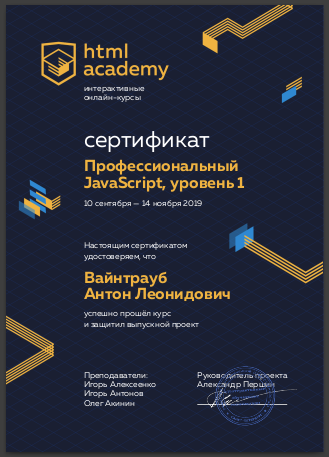 html
academy
интерактивные
онлайн-курсы
сертификат
Профессиональный
JavaScript, уровень 1
10 сентября — 14 ноября 2019
Настоящим сертификатом
удостоверяем, что
Вайнтрауб
Антон Леонидович
успешно прошёл курс
и защитил выпускной проект
Преподаватели:
Игорь Алексеенко
Игорь Антонов
Олег Акинин
Руководитель проекта
Александр Першин